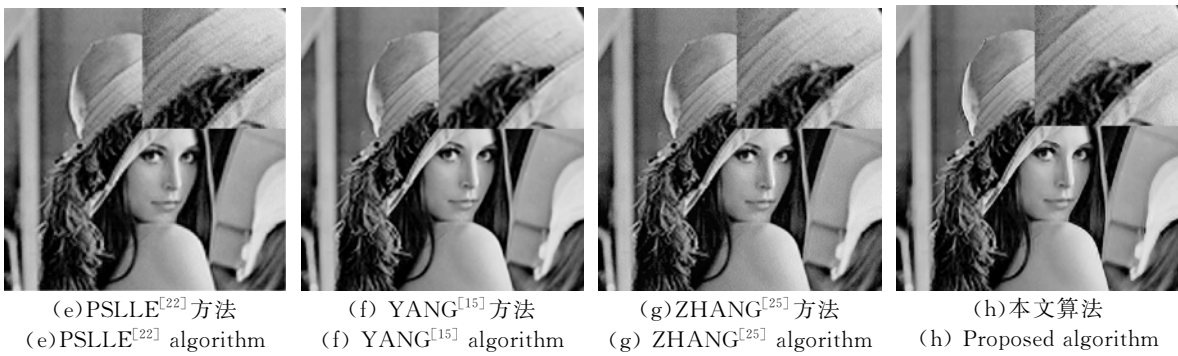 (e)PSLLE[22]方法
(f) YANG[15]方法
(g)ZHANG[25]方法
(h)本文算法
(e)PSLLE[22] algorithm
(f) YANG[15] algorithm
(g) ZHANG[25] algorithm
(h) Proposed algorithm